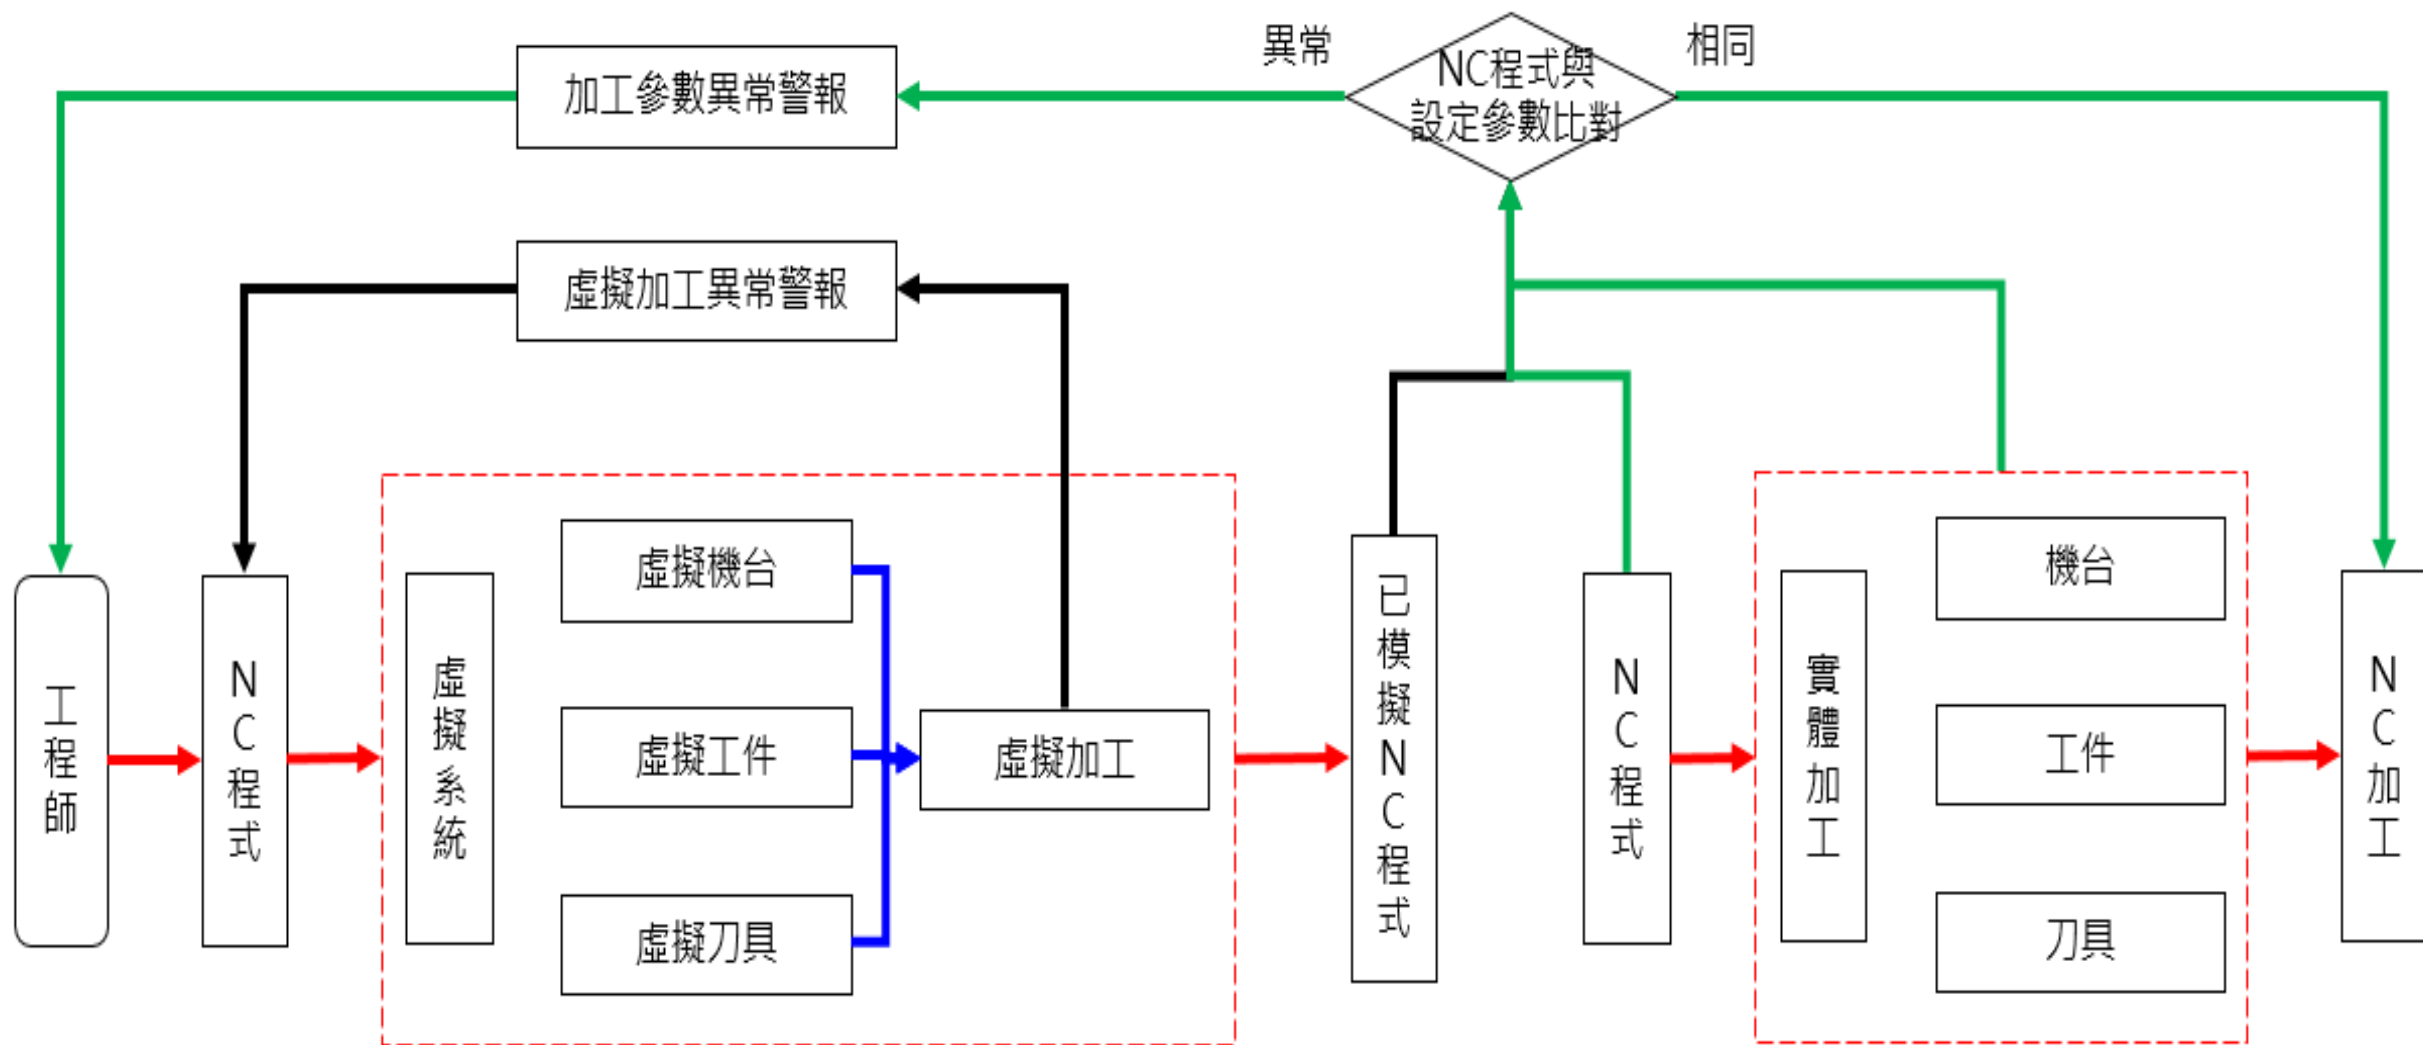 異常
相同
NC程式與
設定參數比對
加工參數異常警報
虛擬加工異常警報
工程師
NC程式
虛擬系統
虛擬機台
虛擬工件
虛擬刀具
虛擬加工
已模擬NC程式
NC程式
實體加工
機台
工件
刀具
NC加工